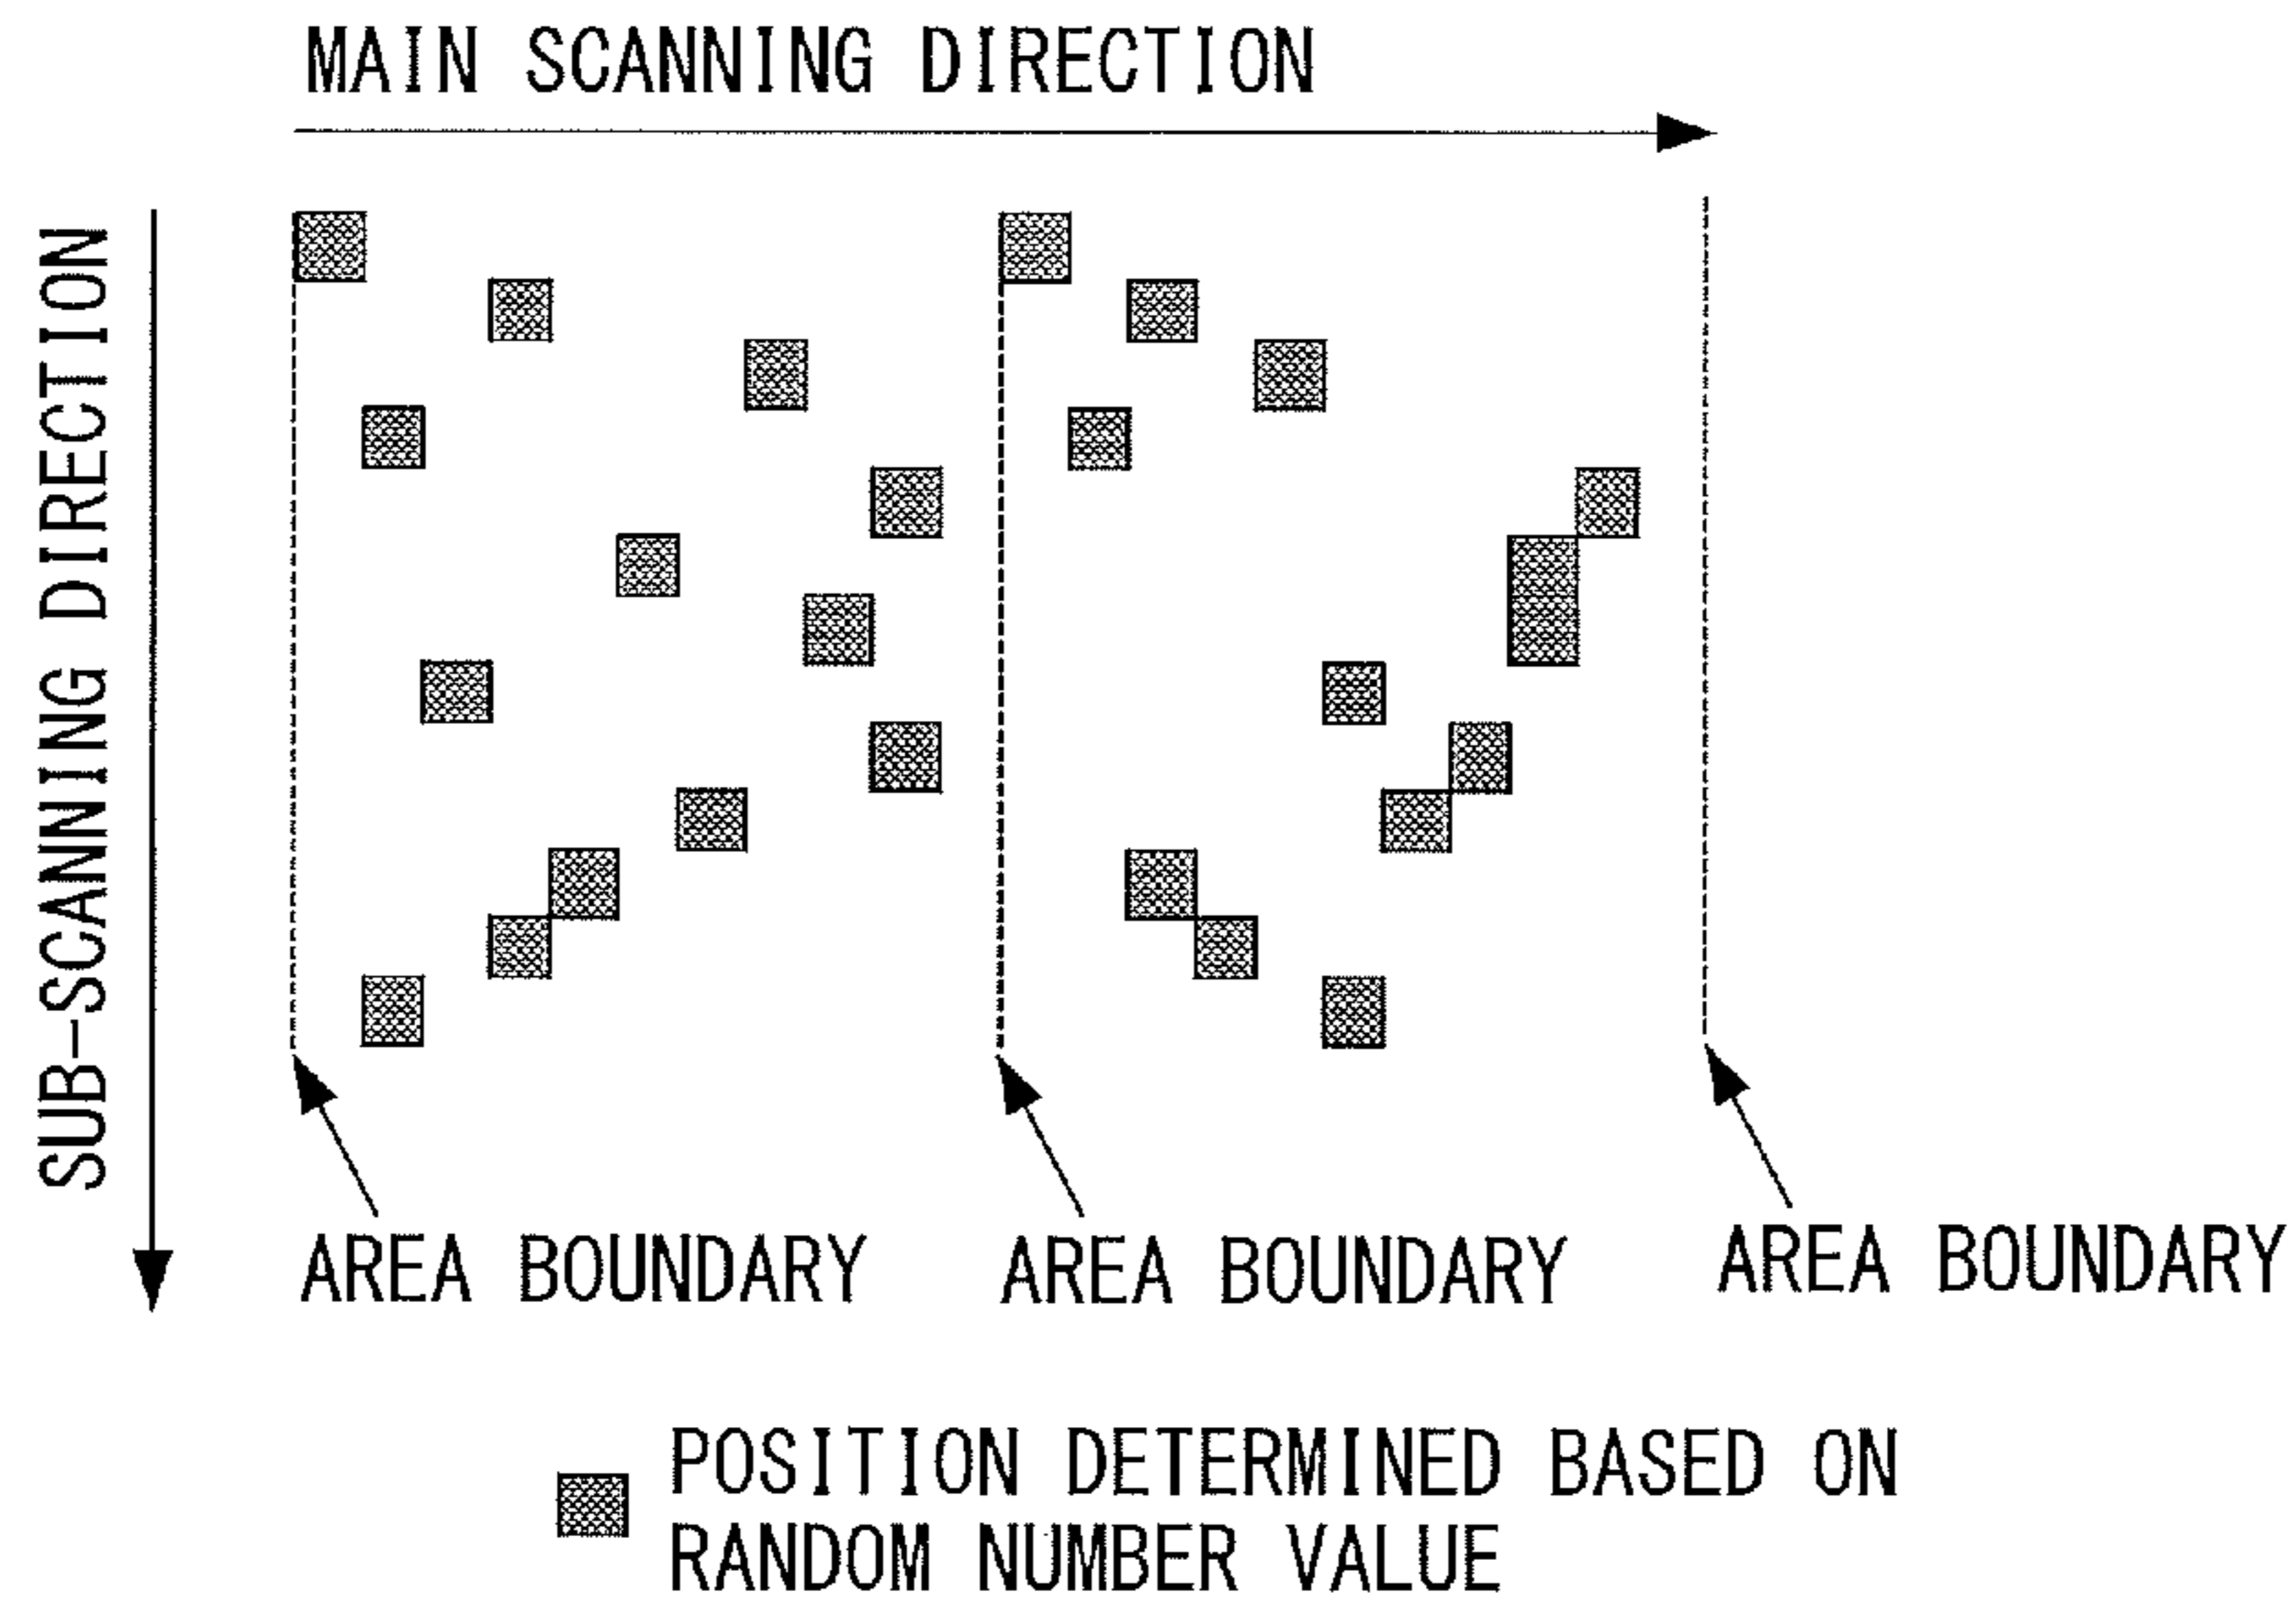 MAIN SCANNING DIRECTION
SUB-SCANNING DIRECTION
AREA BOUNDARY
AREA BOUNDARY
AREA BOUNDARY
POSITION DETERMINED BASED ON
RANDOM NUMBER VALUE